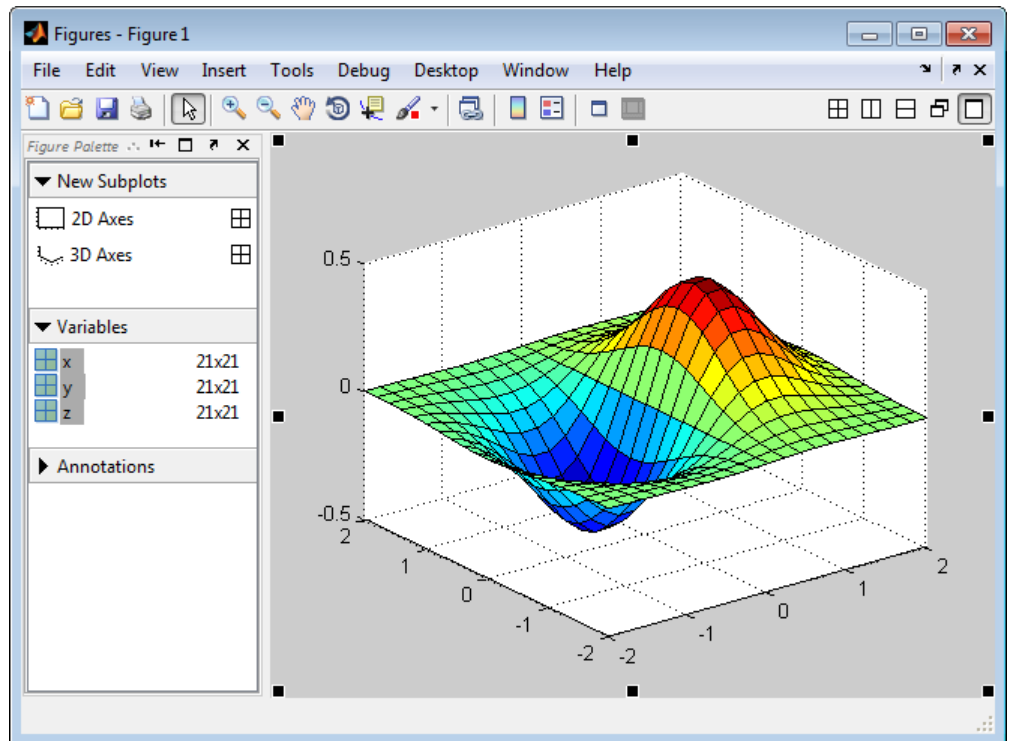 Figures - Figure 1
File Edit View Insert Tools Debug Desktop Window Help
Figure Palette
New Subplots
2D Axes
3D Axes
Variables
x 21x21
y 21x21
z 21x21
Annotations
0.5
0
-0.5
2
1
0
-1
-2
-2
-1
0
1
2